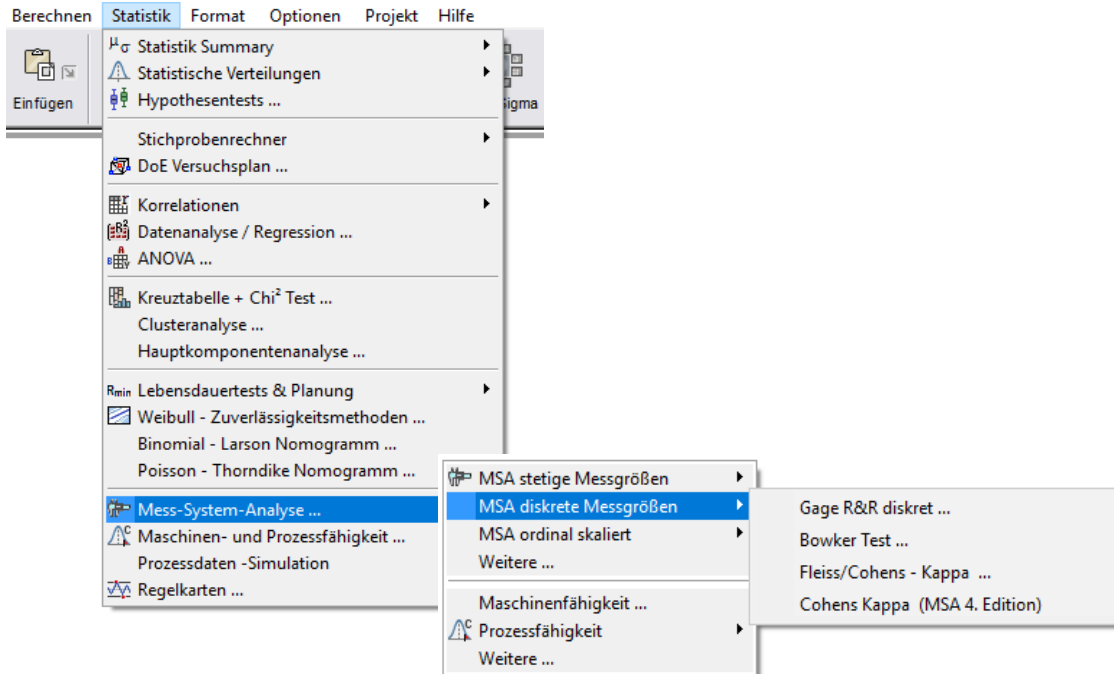 Berechnen Statistik Format Optionen Projekt Hilfe
Einfügen
igma
μσ Statistik Summary
Statistische Verteilungen
Hypothesentests ...
Stichprobenrechner
DoE Versuchsplan ...
Korrelationen
R² Datenanalyse / Regression ...
ANOVA ...
Kreuztabelle + Chi² Test ...
Clusteranalyse ...
Hauptkomponentenanalyse ...
Rmin Lebensdauertests & Planung
Weibull - Zuverlässigkeitsmethoden ...
Binomial - Larson Nomogramm ...
Poisson - Thorndike Nomogramm ...
Mess-System-Analyse ...
Maschinen- und Prozessfähigkeit ...
Prozessdaten -Simulation
Regelkarten ...
MSA stetige Messgrößen
MSA diskrete Messgrößen
MSA ordinal skaliert
Weitere ...
Maschinenfähigkeit ...
Prozessfähigkeit
Weitere ...
Gage R&R diskret ...
Bowker Test ...
Fleiss/Cohens - Kappa ...
Cohens Kappa (MSA 4. Edition)